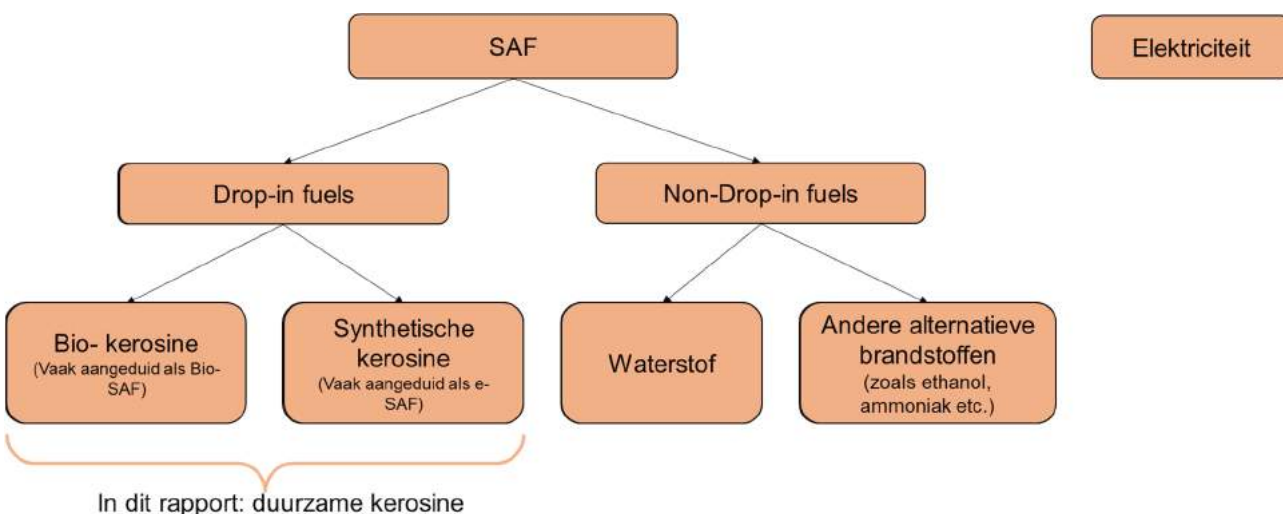 SAF
Elektriciteit
Drop-in fuels
Non-Drop-in fuels
Bio- kerosine
(Vaak aangeduid als Bio-
SAF)
Synthetische
kerosine
(Vaak aangeduid als e-
SAF)
Waterstof
Andere alternatieve
brandstoffen
(zoals ethanol,
ammoniak etc.)
In dit rapport: duurzame kerosine